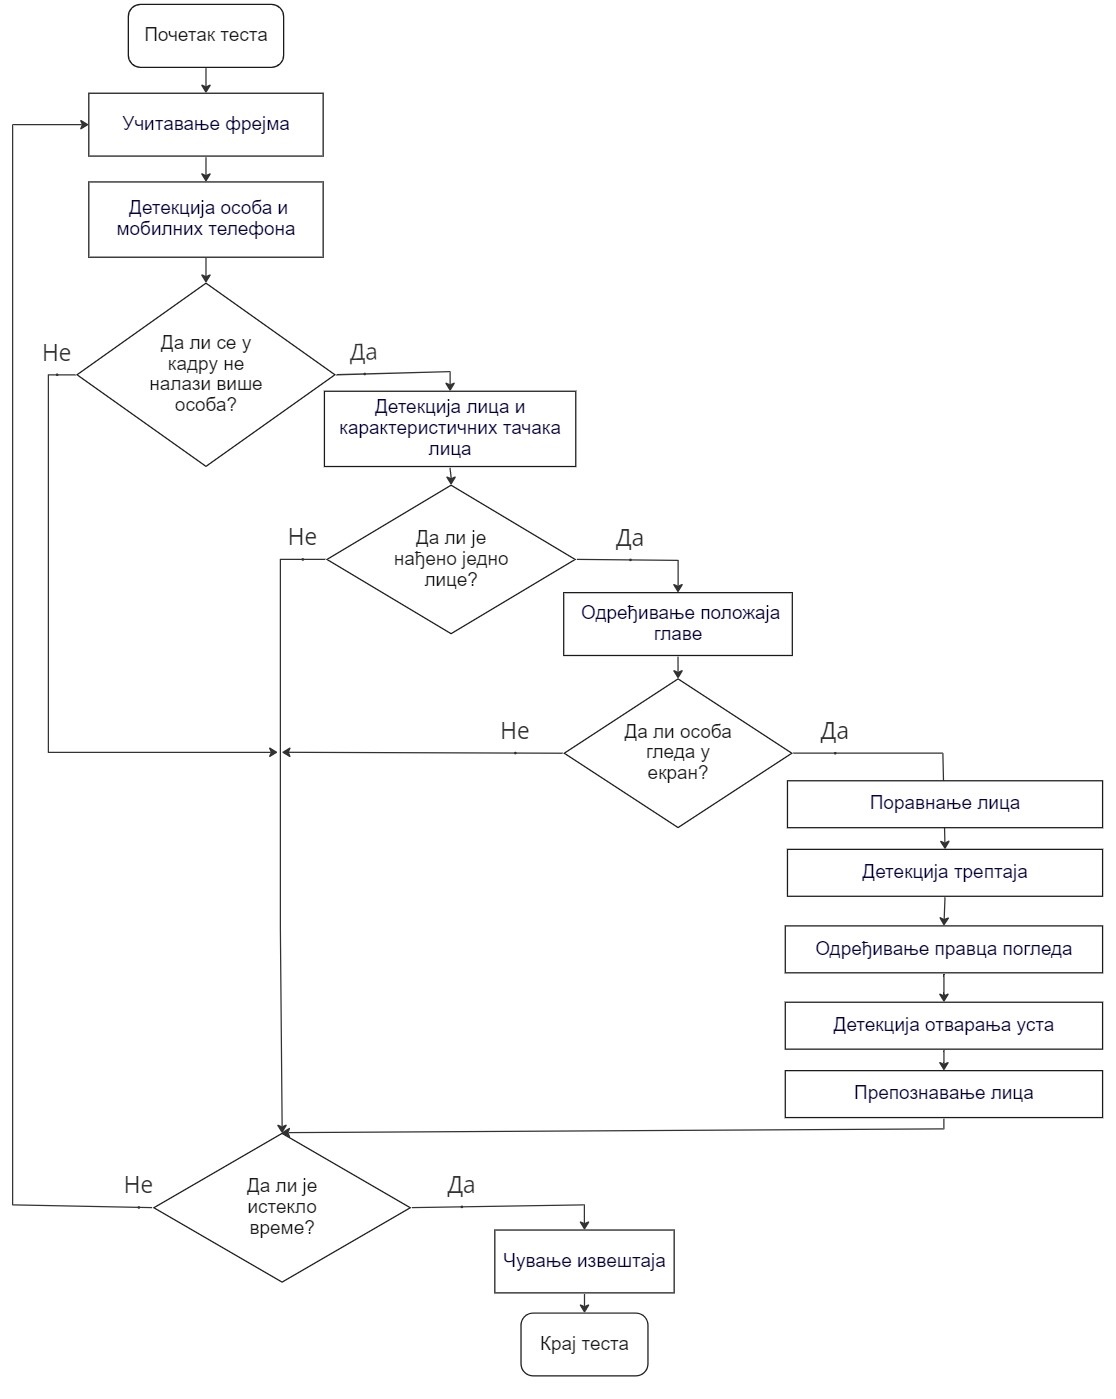 Почетак теста
Учитавање фрејма
Детекција особа и
мобилних телефона
Да ли се у
кадру не
налази више
особа?
Не
Да
Детекција лица и
карактеристичних тачака
лица
Да ли је
нађено једно
лице?
Не
Да
Одређивање положаја
главе
Да ли особа
гледа у
екран?
Не
Да
Поравнање лица
Детекција трептаја
Одређивање правца погледа
Детекција отварања уста
Препознавање лица
Да ли је
истекло
време?
Не
Да
Чување извештаја
Крај теста